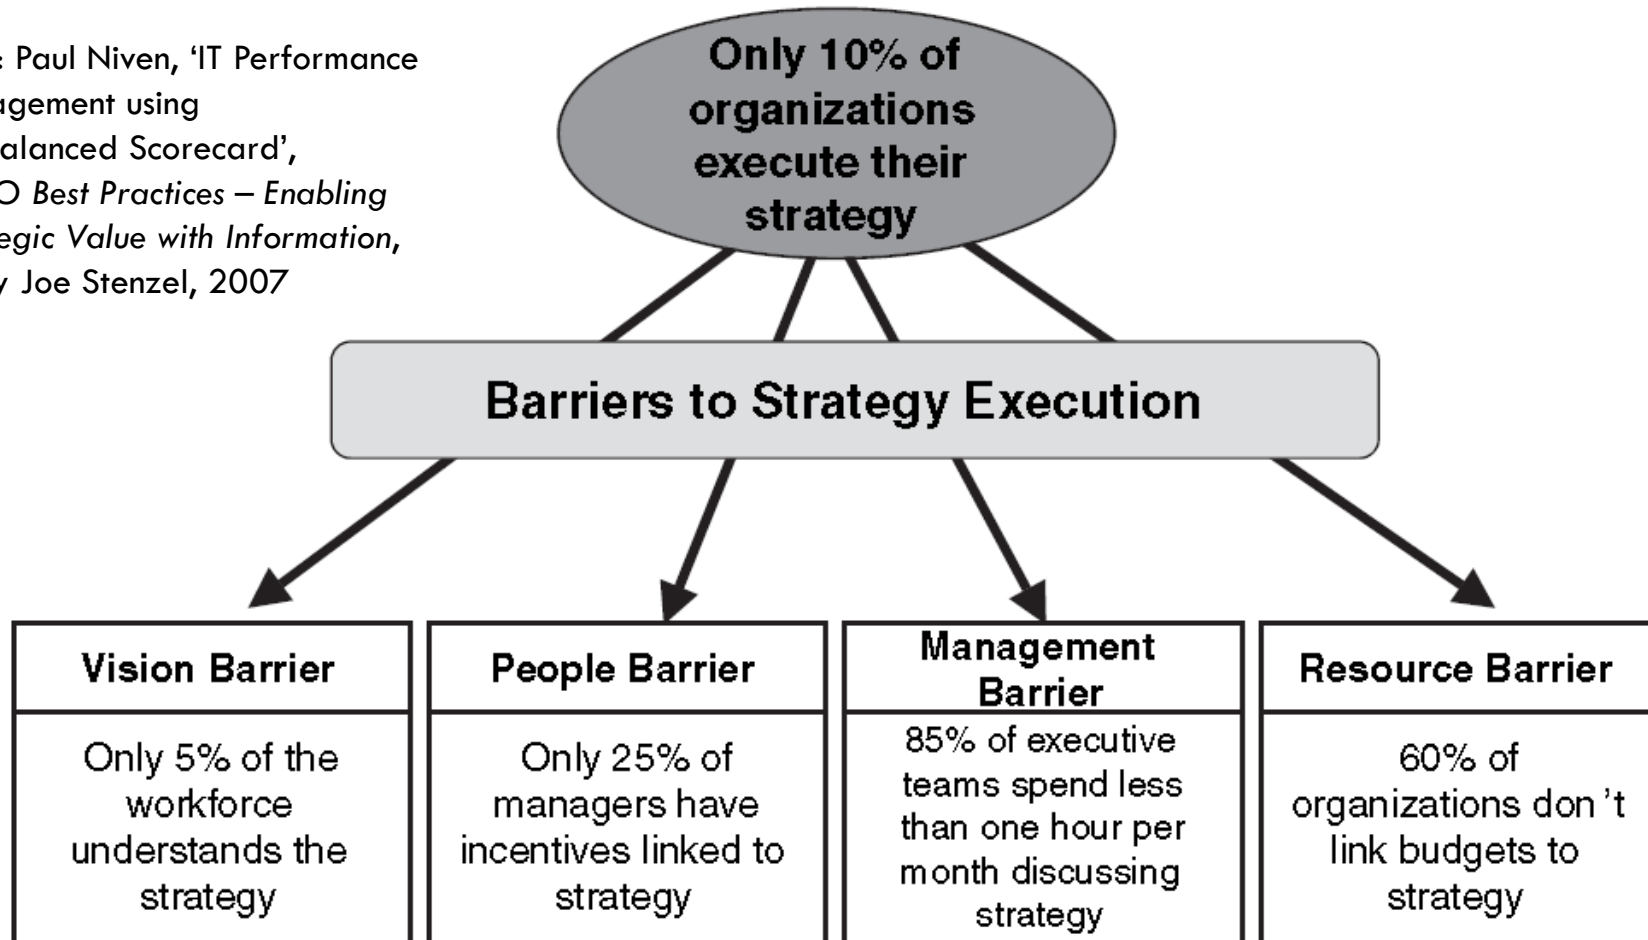 : Paul Niven, ‘IT Performance
agement using
alanced Scorecard’,
O Best Practices – Enabling
egic Value with Information,
y Joe Stenzel, 2007
Only 10% of
organizations
execute their
strategy
Barriers to Strategy Execution
Vision Barrier
Only 5% of the
workforce
understands the
strategy
People Barrier
Only 25% of
managers have
incentives linked to
strategy
Management
Barrier
85% of executive
teams spend less
than one hour per
month discussing
strategy
Resource Barrier
60% of
organizations don’t
link budgets to
strategy